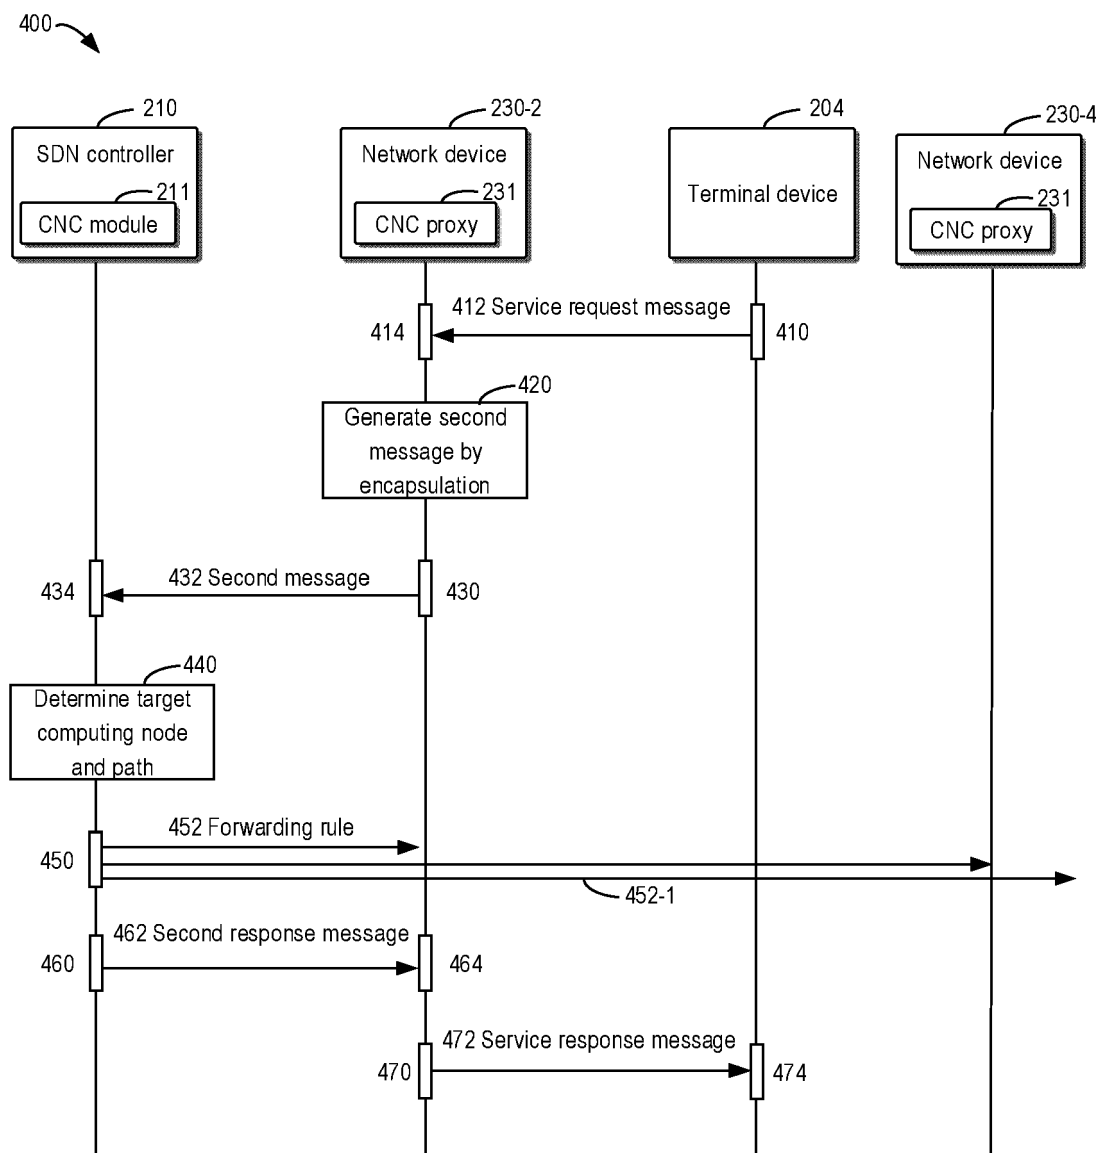 400
210
230-2
204
230-4
SDN controller
Network device
Terminal device
Network device
211
231
231
CNC module
CNC proxy
CNC proxy
412 Service request message
414
410
420
Generate second
message by
encapsulation
432 Second message
434
430
440
Determine target
computing node
and path
452 Forwarding rule
450
452-1
462 Second response message
460
464
472 Service response message
470
474